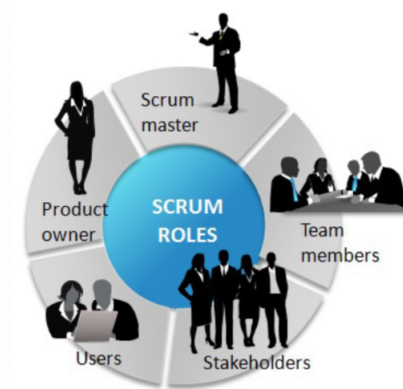 Scrum
master
Product
owner
SCRUM
ROLES
Team
members
Users
Stakeholders